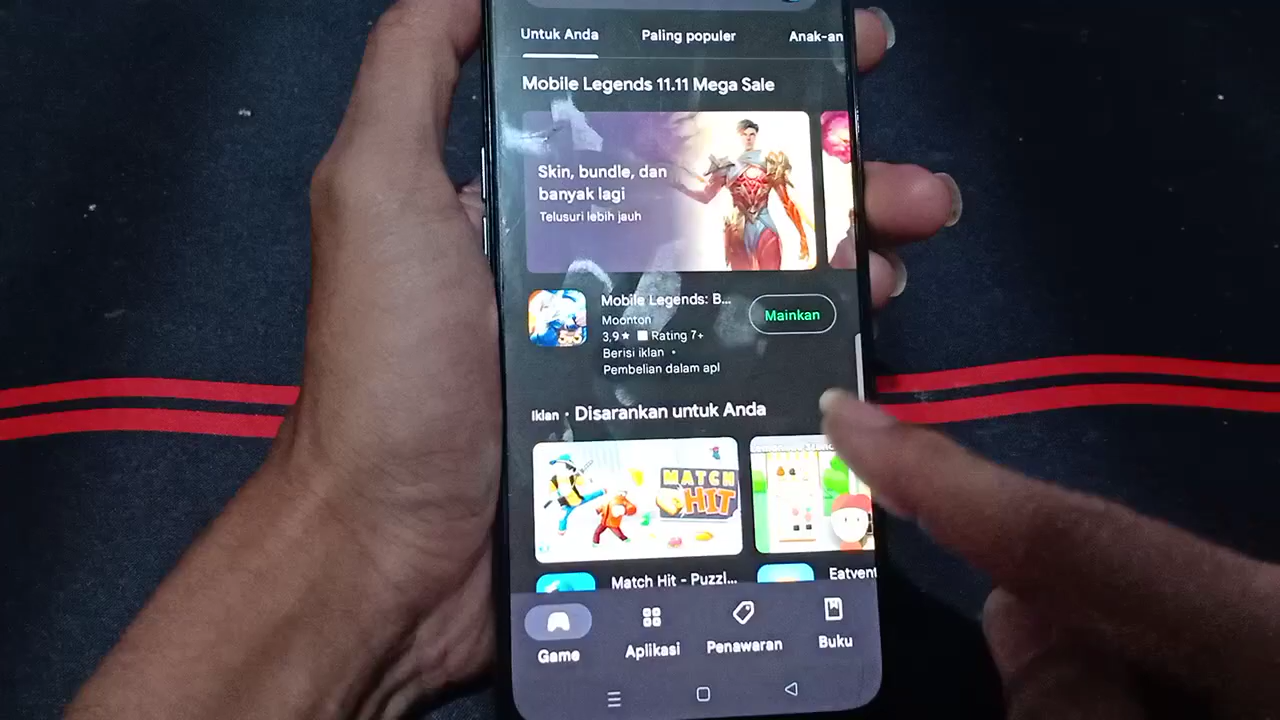 Untuk Anda Paling populer Anak-an
Mobile Legends 11.11 Mega Sale
Skin, bundle, dan
banyak lagi
Telusuri lebih jauh
Mobile Legends: B...
Moonton
3,9★ Rating 7+
Berisi iklan •
Pembelian dalam apl
Mainkan
Iklan • Disarankan untuk Anda
MATCH
HIT
Match Hit - Puzzl...
Eatvent
Game Aplikasi Penawaran Buku